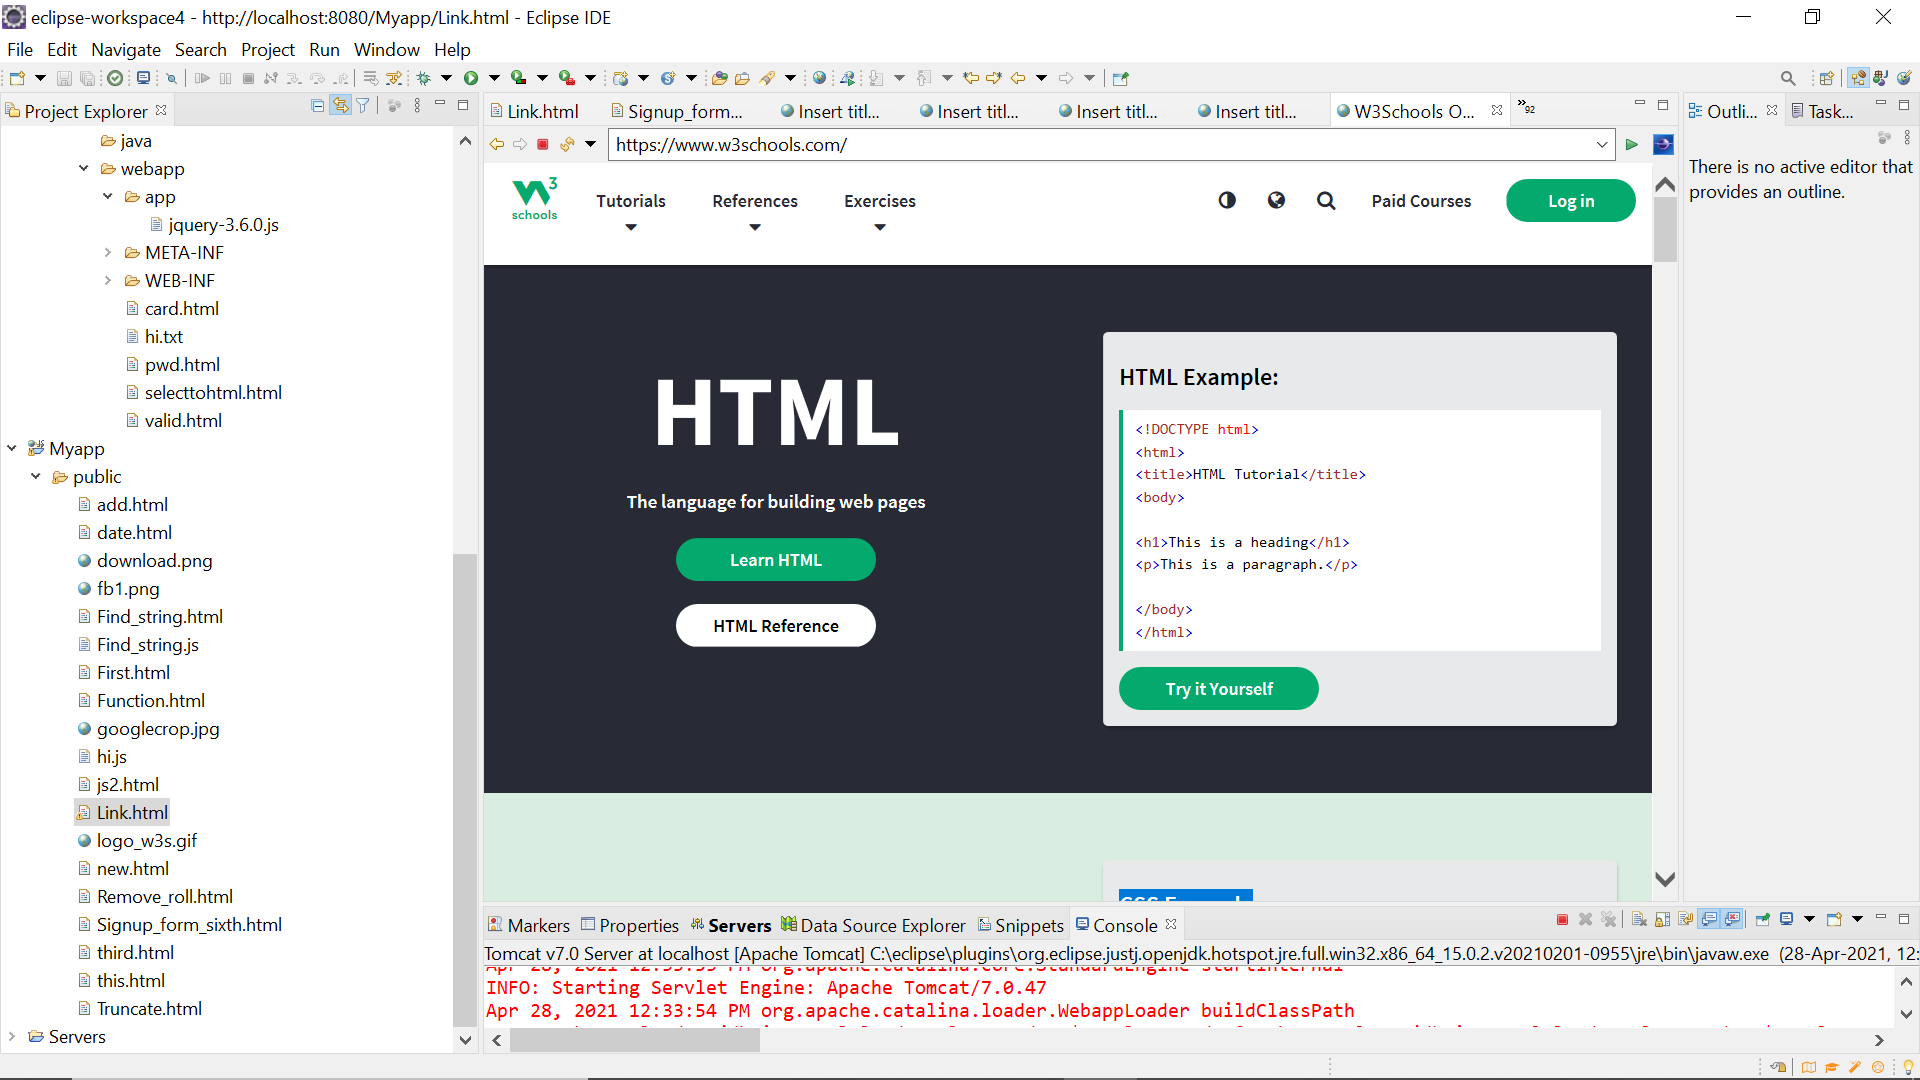 eclipse-workspace4 - http://localhost:8080/Myapp/Link.html - Eclipse IDE
File Edit Navigate Search Project Run Window Help
Project Explorer
java
webapp
app
jquery-3.6.0.js
META-INF
WEB-INF
card.html
hi.txt
pwd.html
selecttohtml.html
valid.html
Myapp
public
add.html
date.html
download.png
fb1.png
Find_string.html
Find_string.js
First.html
Function.html
googlecrop.jpg
hi.js
js2.html
Link.html
logo_w3s.gif
new.html
Remove_roll.html
Signup_form_sixth.html
third.html
this.html
Truncate.html
Servers
Link.html Signup_form... Insert titl... Insert titl... Insert titl... Insert titl... W3Schools O... »92
https://www.w3schools.com/
W3 schools
Tutorials References Exercises Paid Courses Log in
HTML
The language for building web pages
Learn HTML
HTML Reference
HTML Example:
<!DOCTYPE html>
<html>
<title>HTML Tutorial</title>
<body>
<h1>This is a heading</h1>
<p>This is a paragraph.</p>
</body>
</html>
Try it Yourself
Outli... Task...
There is no active editor that
provides an outline.
Markers Properties Servers Data Source Explorer Snippets Console
Tomcat v7.0 Server at localhost [Apache Tomcat] C:\eclipse\plugins\org.eclipse.justj.openjdk.hotspot.jre.full.win32.x86_64_15.0.2.v20210201-0955\jre\bin\javaw.exe (28-Apr-2021, 12:
INFO: Starting Servlet Engine: Apache Tomcat/7.0.47
Apr 28, 2021 12:33:54 PM org.apache.catalina.loader.WebappLoader buildClassPath